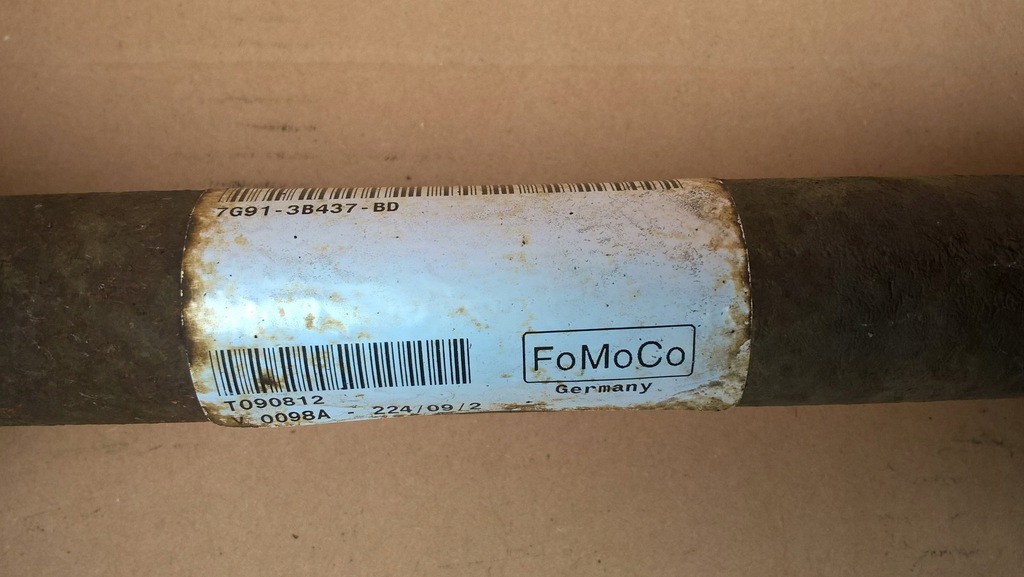 7G91-3B437-BD
FoMoCo
Germany
T090812
V 0098A - 224/09/2